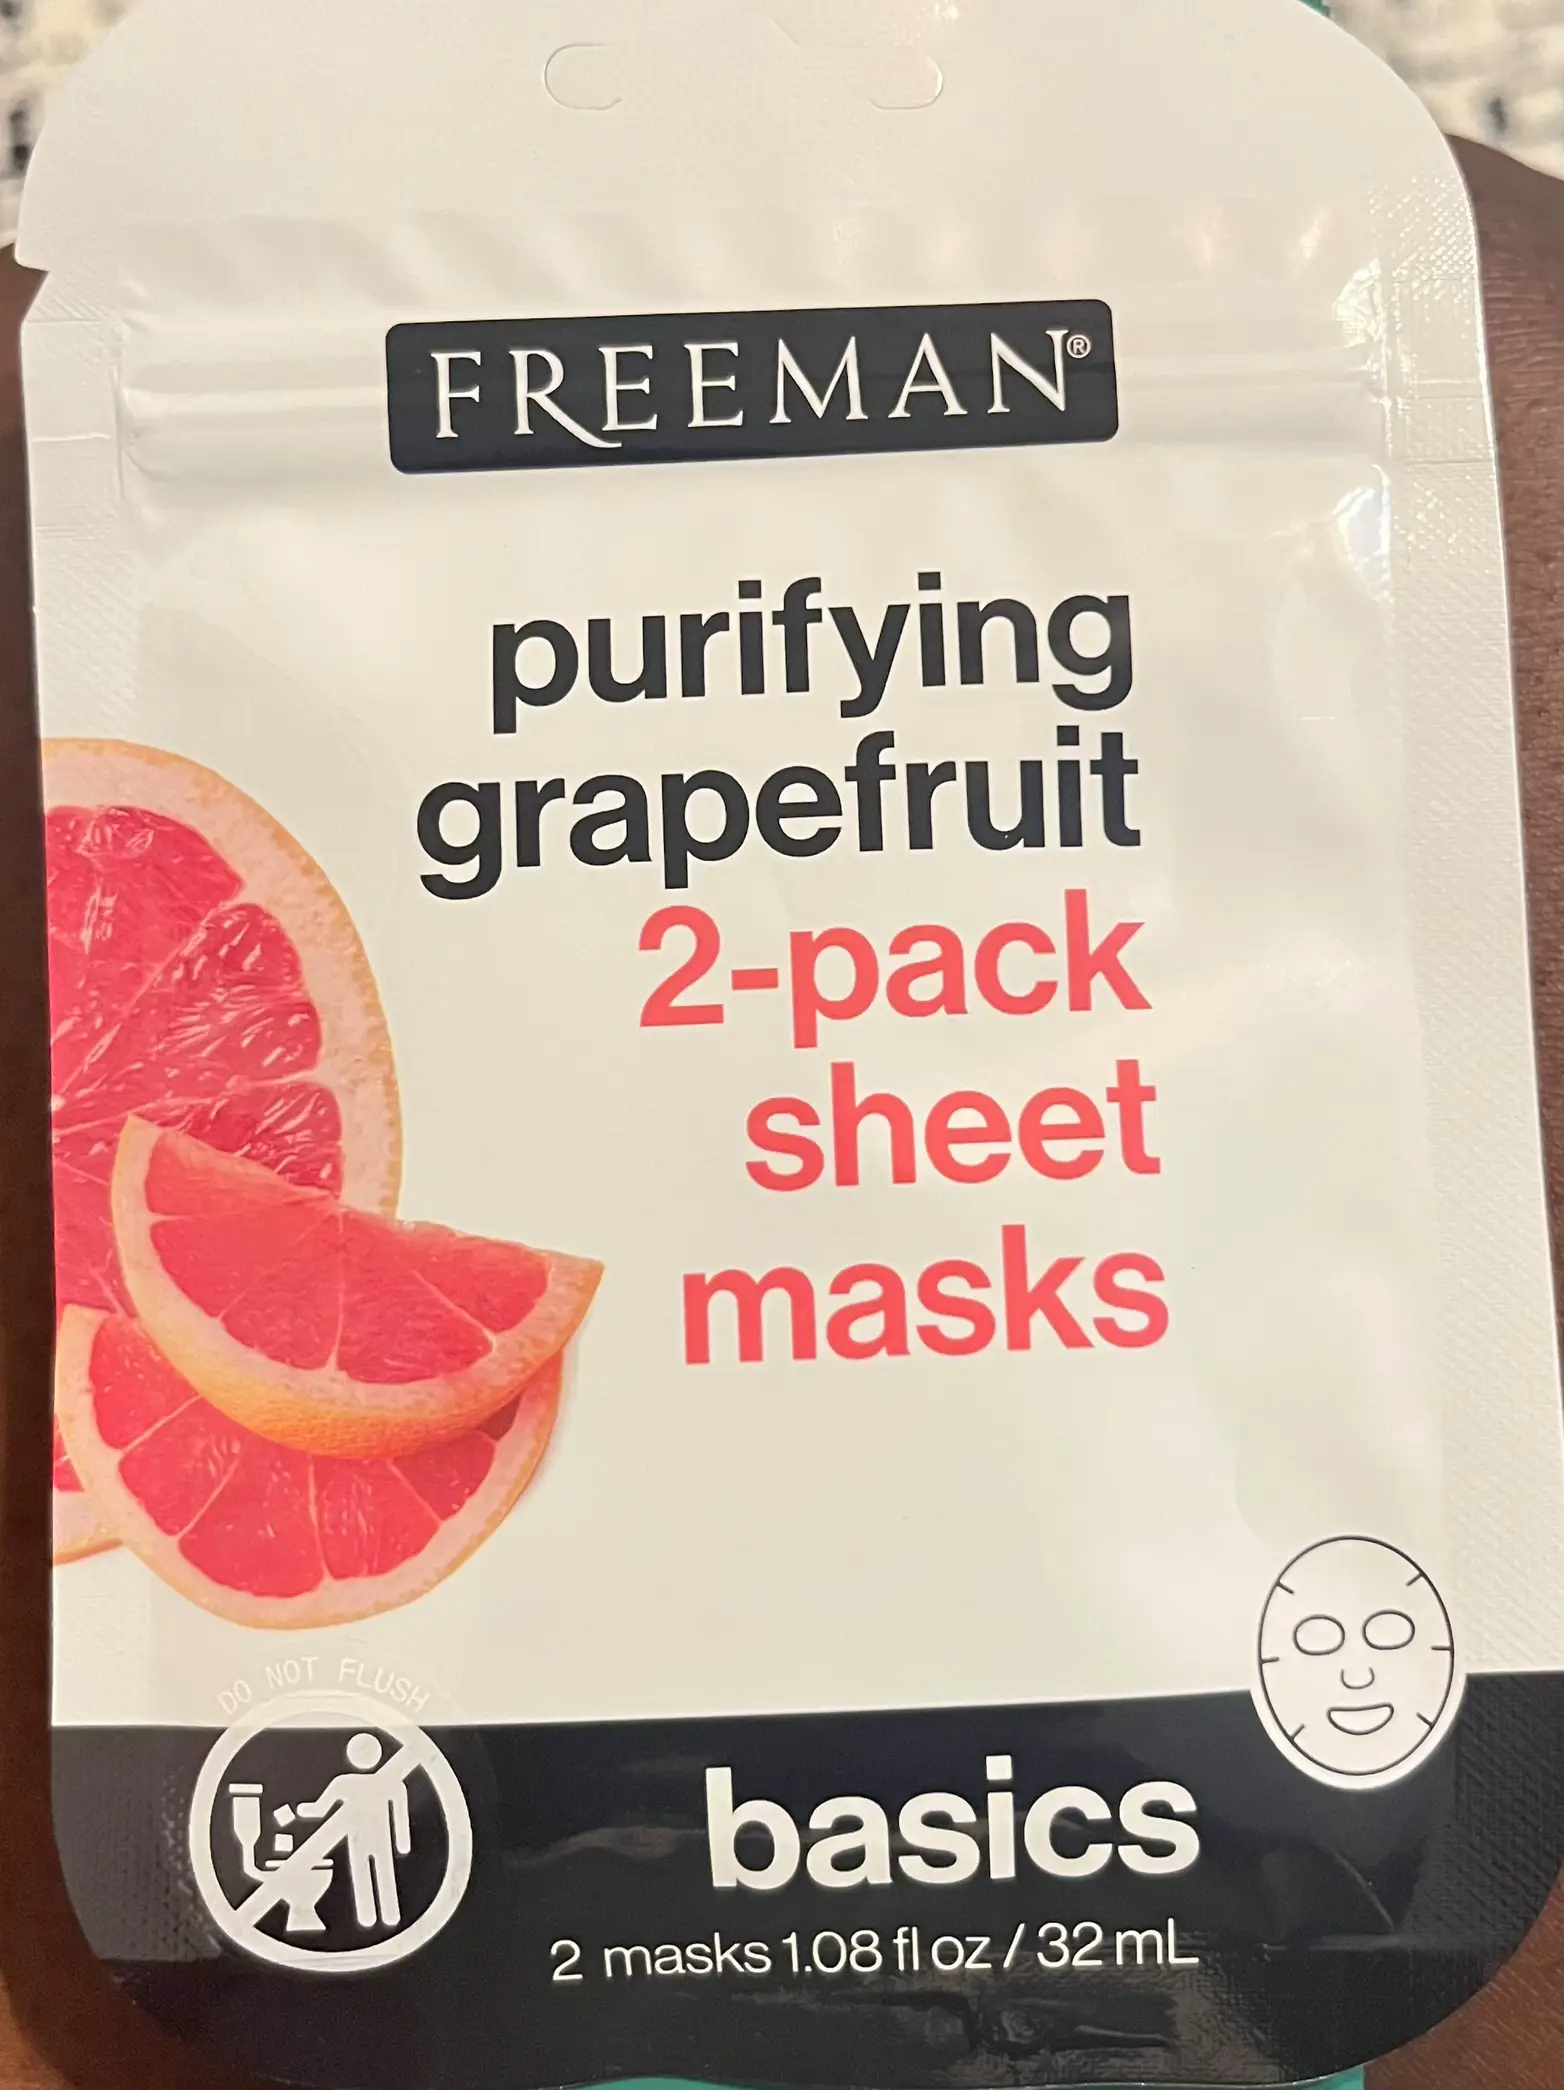 FREEMAN®
purifying
grapefruit
2-pack
sheet
masks
DO NOT FLUSH
basics
2 masks 1.08 fl oz / 32 mL